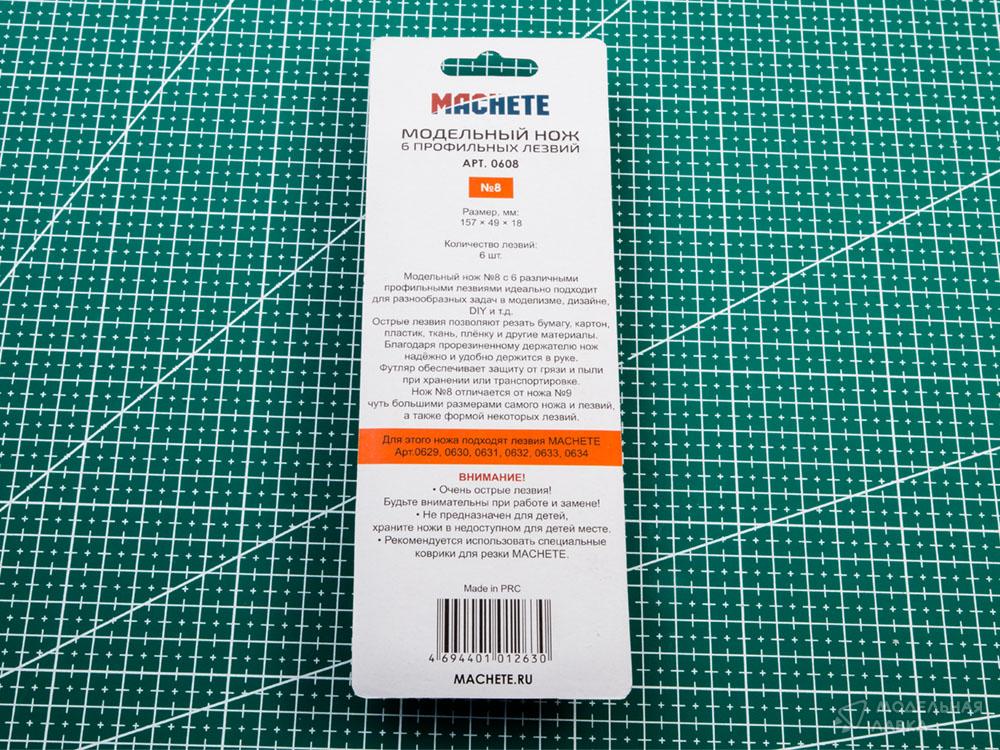 MACHETE
МОДЕЛЬНЫЙ НОЖ
6 ПРОФИЛЬНЫХ ЛЕЗВИЙ
АРТ. 0608
№8
Размер, мм:
157 × 49 × 18
Количество лезвий:
6 шт.
Модельный нож №8 с 6 различными
профильными лезвиями идеально подходит
для разнообразных задач в моделизме, дизайне,
DIY и т.д.
Острые лезвия позволяют резать бумагу, картон,
пластик, ткань, плёнку и другие материалы.
Благодаря прорезиненному держателю нож
надёжно и удобно держится в руке.
Футляр обеспечивает защиту от грязи и пыли
при хранении или транспортировке.
Нож №8 отличается от ножа №9
чуть большими размерами самого ножа и лезвий,
а также формой некоторых лезвий.
Для этого ножа подходят лезвия MACHETE
Арт.0629, 0630, 0631, 0632, 0633, 0634
ВНИМАНИЕ!
• Очень острые лезвия!
Будьте внимательны при работе и замене!
• Не предназначен для детей,
храните ножи в недоступном для детей месте.
• Рекомендуется использовать специальные
коврики для резки MACHETE.
Made in PRC
4 694401 012630
MACHETE.RU
МОДЕЛЬНАЯ
ЛАВКА